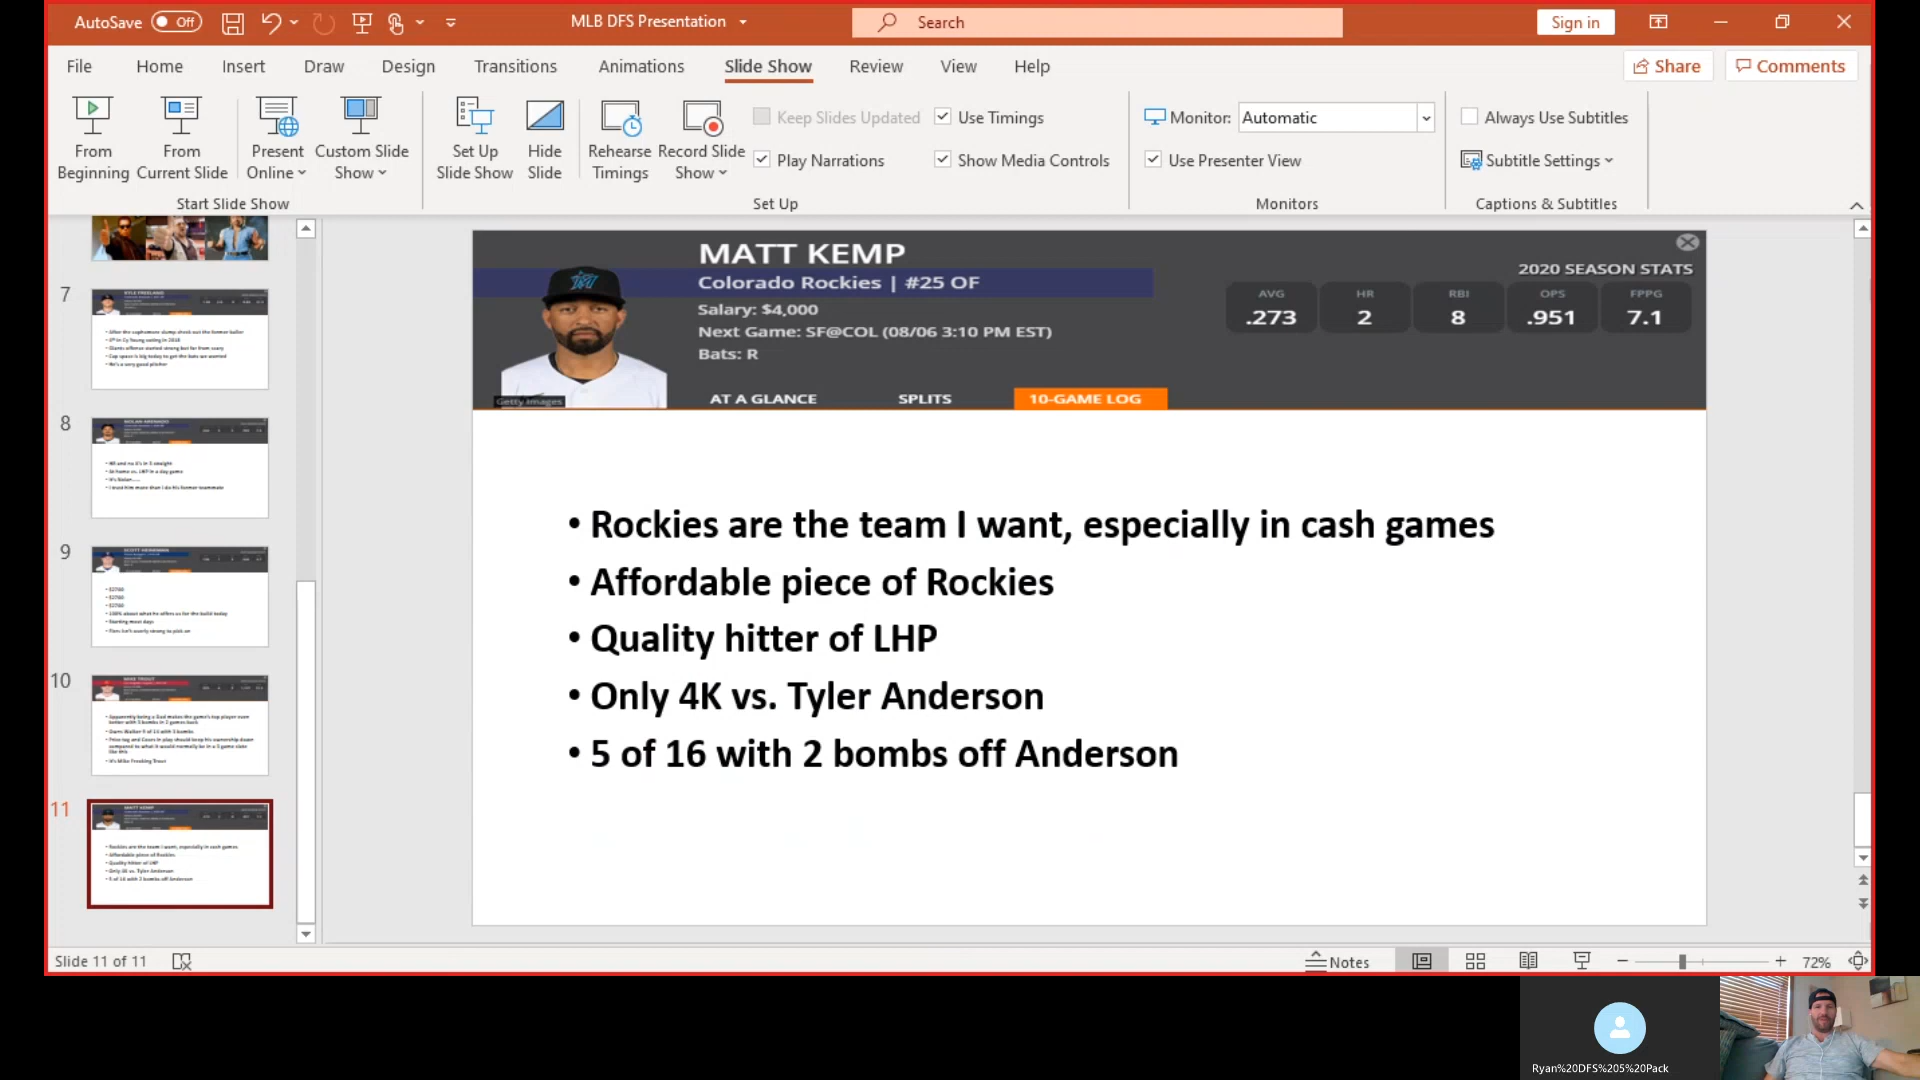 AutoSave Off MLB DFS Presentation Search Sign in
File Home Insert Draw Design Transitions Animations Slide Show Review View Help Share Comments
From Beginning
From Current Slide
Present Online
Custom Slide Show
Start Slide Show
Set Up Slide Show
Hide Slide
Rehearse Timings
Record Slide Show
Keep Slides Updated
Play Narrations
Use Timings
Show Media Controls
Set Up
Monitor: Automatic
Use Presenter View
Monitors
Always Use Subtitles
Subtitle Settings
Captions & Subtitles
7
8
9
10
11
MATT KEMP
Colorado Rockies | #25 OF
Salary: $4,000
Next Game: SF@COL (08/06 3:10 PM EST)
Bats: R
Getty Images
AT A GLANCE SPLITS 10-GAME LOG
2020 SEASON STATS
AVG HR RBI OPS FPPG
.273 2 8 .951 7.1
• Rockies are the team I want, especially in cash games
• Affordable piece of Rockies
• Quality hitter of LHP
• Only 4K vs. Tyler Anderson
• 5 of 16 with 2 bombs off Anderson
Slide 11 of 11 Notes 72%
Ryan%20DFS%205%20Pack